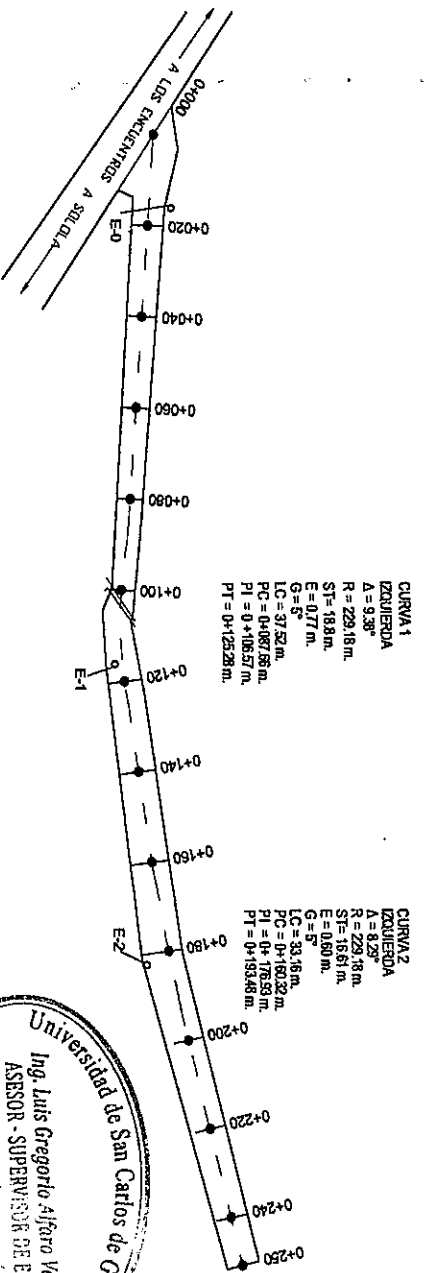 A LOS ENCUENTROS
A SOLOLA
0+000
0+020
0+040
0+060
0+080
0+100
0+120
0+140
0+160
0+180
0+200
0+220
0+240
0+250
E-0
E-1
E-2
CURVA 1
IZQUIERDA
Δ = 9.38°
R = 229.18 m.
ST= 18.8 m.
E = 0.77 m.
G = 5°
LC = 37.52 m.
PC = 0+087.66 m.
PI = 0 +106.57 m.
PT = 0+125.28 m.
CURVA 2
IZQUIERDA
Δ = 8.29°
R = 229.18 m.
ST= 16.61 m.
E = 0.60 m.
G = 5°
LC = 33.16 m.
PC = 0+160.32 m.
PI = 0+ 176.93 m.
PT = 0+193.48 m.
Universidad de San Carlos de G
Ing. Luis Gregorio Alfaro V
ASESOR - SUPERVISOR DE E